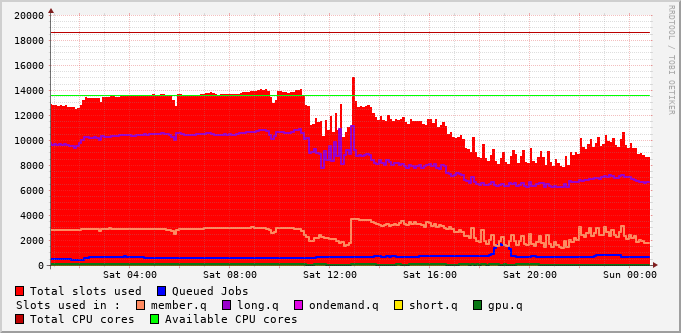 20000
18000
16000
14000
12000
10000
8000
6000
4000
2000
0
Sat 04:00 Sat 08:00 Sat 12:00 Sat 16:00 Sat 20:00 Sun 00:00
Total slots used Queued Jobs
Slots used in : member.q long.q ondemand.q short.q gpu.q
Total CPU cores Available CPU cores
RRDTOOL / TOBI OETIKER